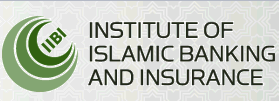 IIBI
INSTITUTE OF
ISLAMIC BANKING
AND INSURANCE